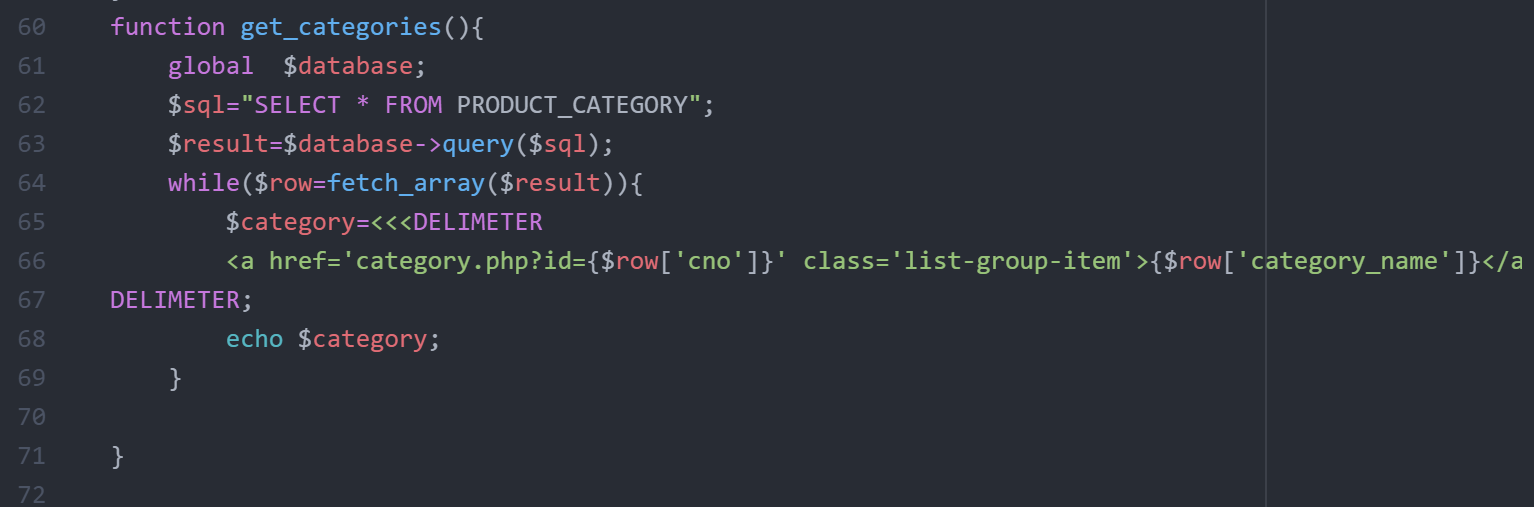 60 function get_categories(){
61 global  $database;
62 $sql="SELECT * FROM PRODUCT_CATEGORY";
63 $result=$database->query($sql);
64 while($row=fetch_array($result)){
65 $category=<<<DELIMETER
66 <a href='category.php?id={$row['cno']}' class='list-group-item'>{$row['category_name']}</a
67 DELIMETER;
68 echo $category;
69 }
70
71 }
72